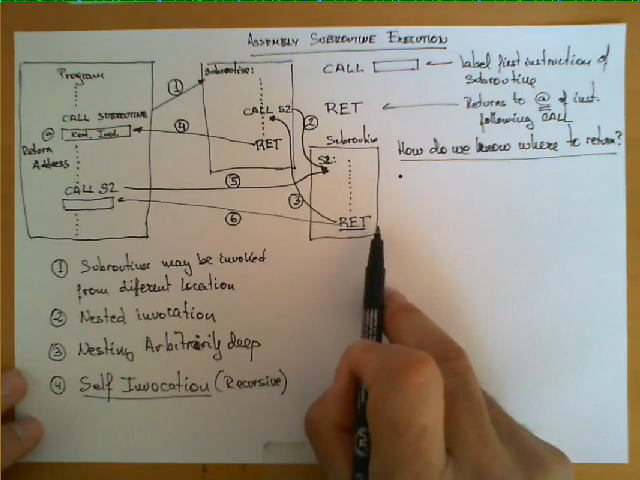 ASSEMBLY SUBROUTINE EXECUTION
Program
CALL SUBROUTINE
@
Return
Address
CALL S2
Subroutine:
CALL S2
RET
Subroutine
S2:
RET
1
2
3
4
5
6
CALL
label first instruction of
subroutine
RET
Returns to @ of inst.
following CALL
How do we know where to return?
1 Subroutines may be invoked
from different location
2 Nested invocation
3 Nesting Arbitrarily deep
4 Self Invocation (Recursive)